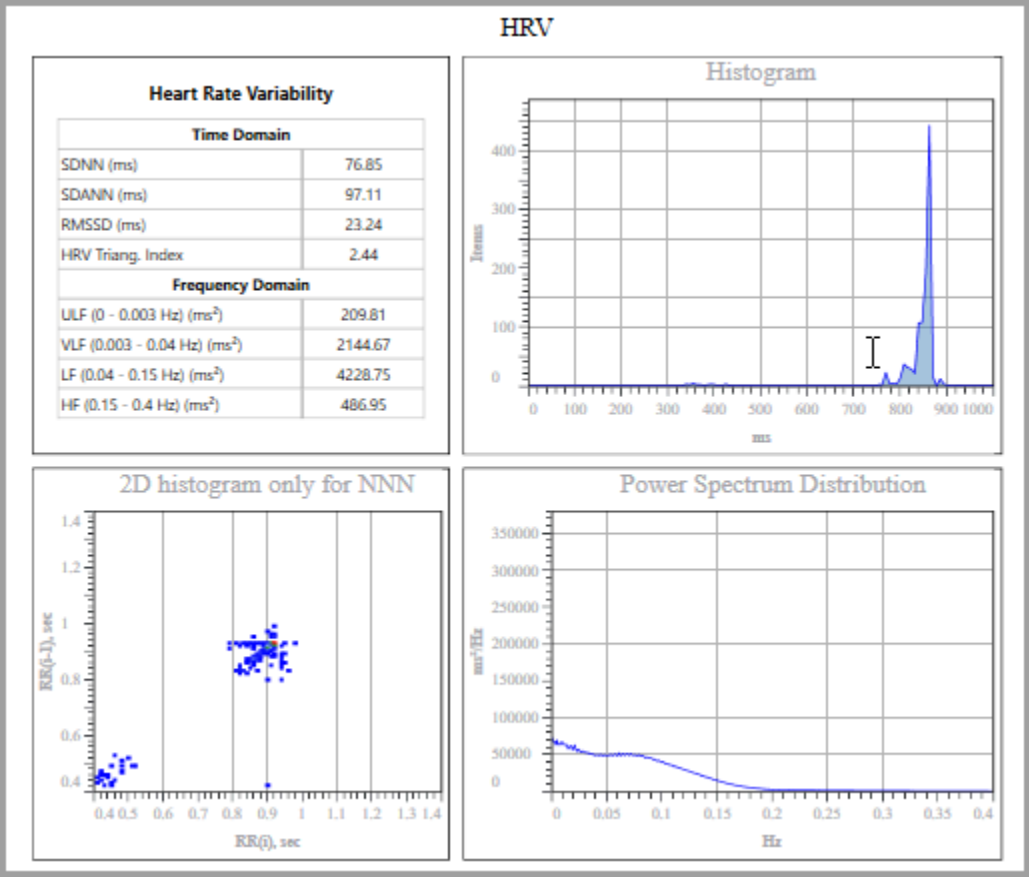 HRV
Heart Rate Variability
Time Domain
SDNN (ms) 76.85
SDANN (ms) 97.11
RMSSD (ms) 23.24
HRV Triang. Index 2.44
Frequency Domain
ULF (0 - 0.003 Hz) (ms²) 209.81
VLF (0.003 - 0.04 Hz) (ms²) 2144.67
LF (0.04 - 0.15 Hz) (ms²) 4228.75
HF (0.15 - 0.4 Hz) (ms²) 486.95
Histogram
Items
400
300
200
100
0
0 100 200 300 400 500 600 700 800 900 1000
ms
2D histogram only for NNN
RR(i-1), sec
1.4
1.2
1
0.8
0.6
0.4
0.4 0.5 0.6 0.7 0.8 0.9 1 1.1 1.2 1.3 1.4
RR(i), sec
Power Spectrum Distribution
ms²/Hz
350000
300000
250000
200000
150000
100000
50000
0
0 0.05 0.1 0.15 0.2 0.25 0.3 0.35 0.4
Hz